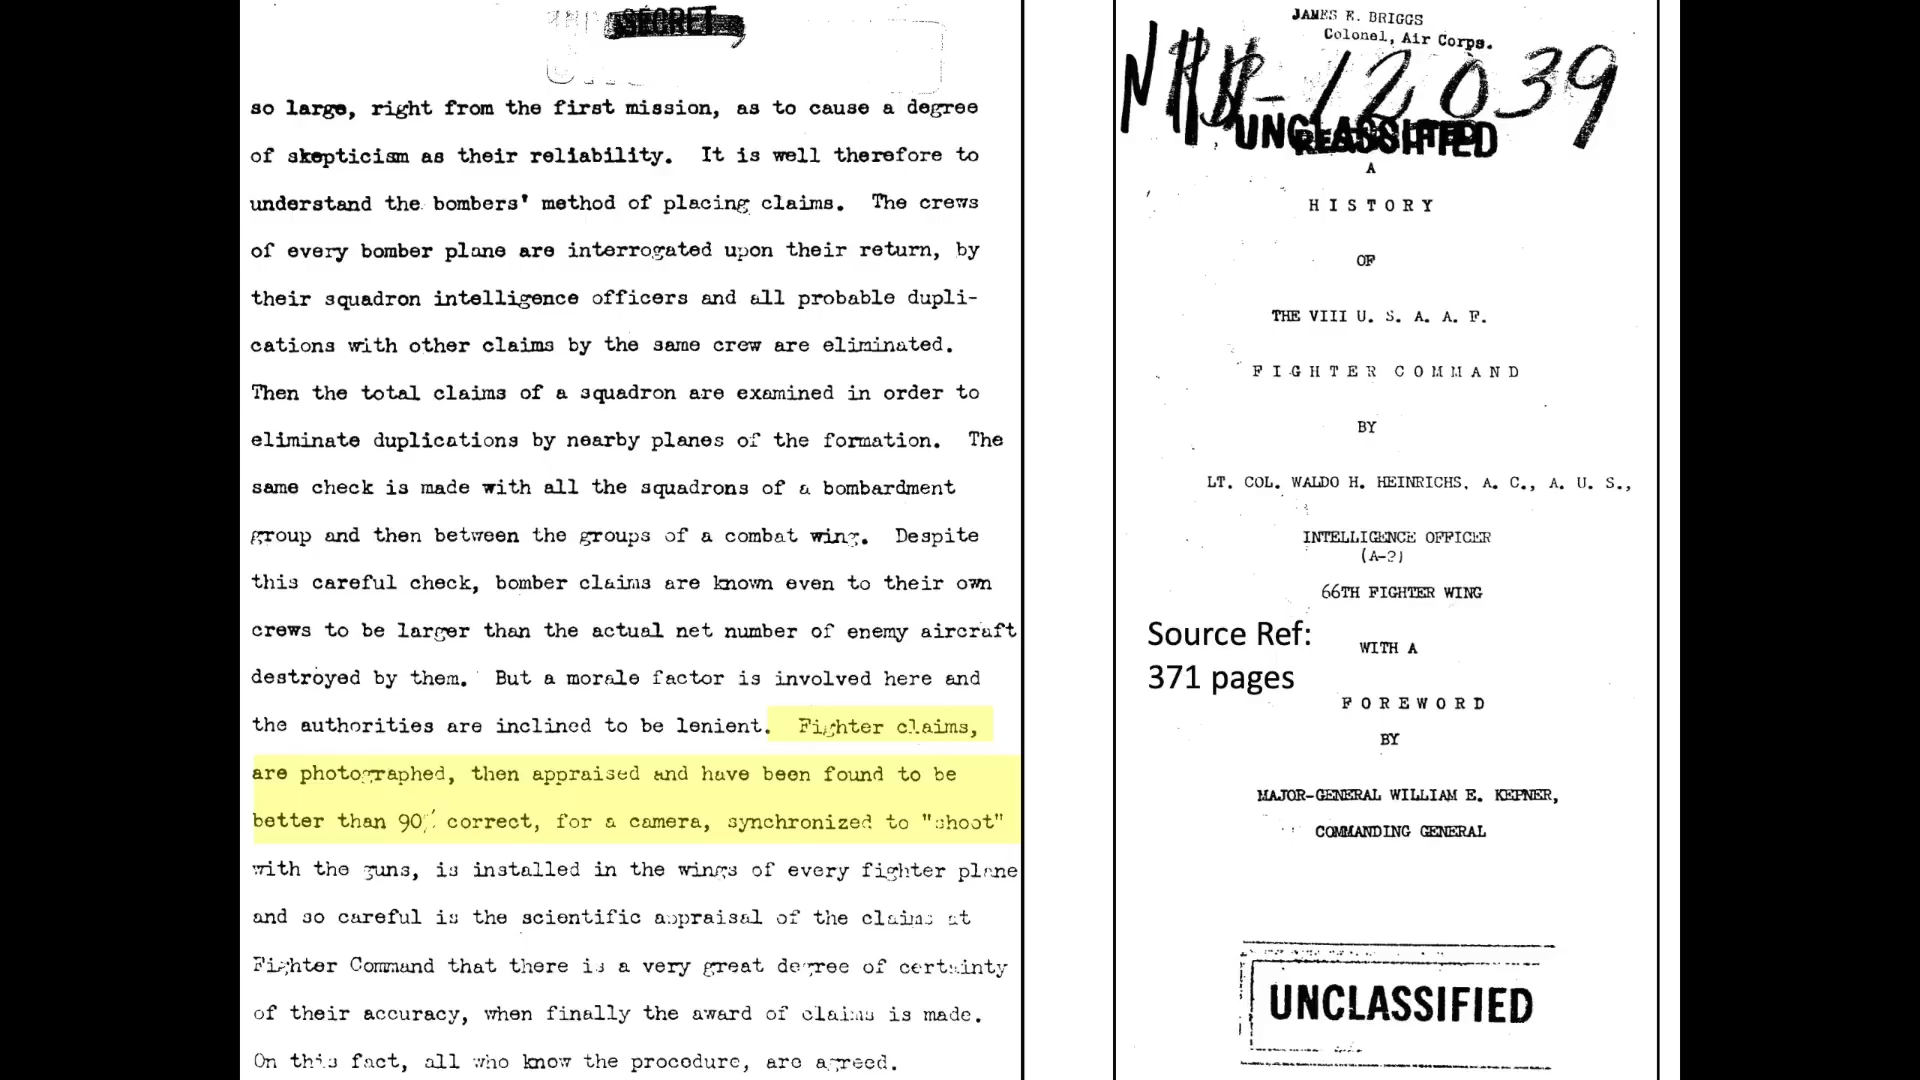 SECRET
so large, right from the first mission, as to cause a degree
of skepticism as their reliability. It is well therefore to
understand the bombers' method of placing claims. The crews
of every bomber plane are interrogated upon their return, by
their squadron intelligence officers and all probable dupli-
cations with other claims by the same crew are eliminated.
Then the total claims of a squadron are examined in order to
eliminate duplications by nearby planes of the formation. The
same check is made with all the squadrons of a bombardment
group and then between the groups of a combat wing. Despite
this careful check, bomber claims are known even to their own
crews to be larger than the actual net number of enemy aircraft
destroyed by them. But a morale factor is involved here and
the authorities are inclined to be lenient. Fighter claims,
are photographed, then appraised and have been found to be
better than 90% correct, for a camera, synchronized to "shoot"
with the guns, is installed in the wings of every fighter plane
and so careful is the scientific appraisal of the claims at
Fighter Command that there is a very great degree of certainty
of their accuracy, when finally the award of claims is made.
On this fact, all who know the procedure, are agreed.
JAMES E. BRIGGS
Colonel, Air Corps.
12039
UNCLASSIFIED
A
HISTORY
OF
THE VIII U. S. A. A. F.
FIGHTER COMMAND
BY
LT. COL. WALDO H. HEINRICHS, A. C., A. U. S.,
INTELLIGENCE OFFICER
(A-2)
66TH FIGHTER WING
WITH A
FOREWORD
BY
MAJOR-GENERAL WILLIAM E. KEPNER,
COMMANDING GENERAL
Source Ref:
371 pages
UNCLASSIFIED